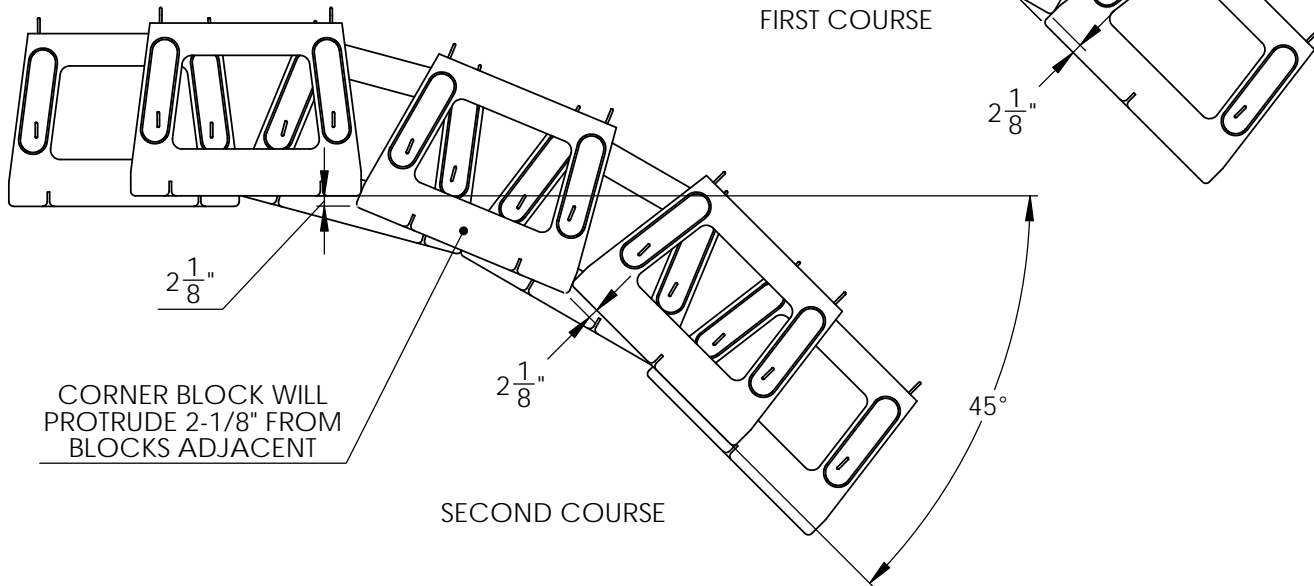 FIRST COURSE
2 1/8"
2 1/8"
2 1/8"
CORNER BLOCK WILL
PROTRUDE 2-1/8" FROM
BLOCKS ADJACENT
45°
SECOND COURSE